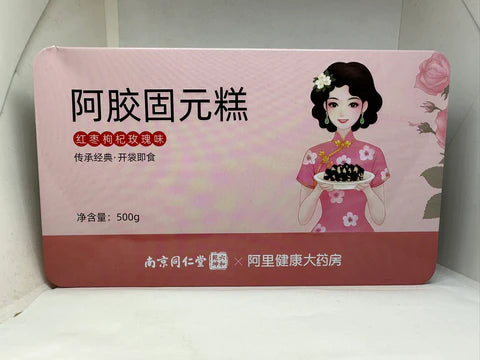 阿胶固元糕
红枣枸杞玫瑰味
传承经典·开袋即食
净含量：500g
南京同仁堂 × 阿里健康大药房